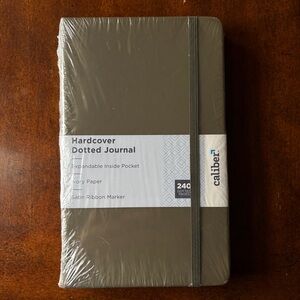 Hardcover
Dotted Journal
Expandable Inside Pocket
Ivory Paper
Satin Ribbon Marker
240
caliber